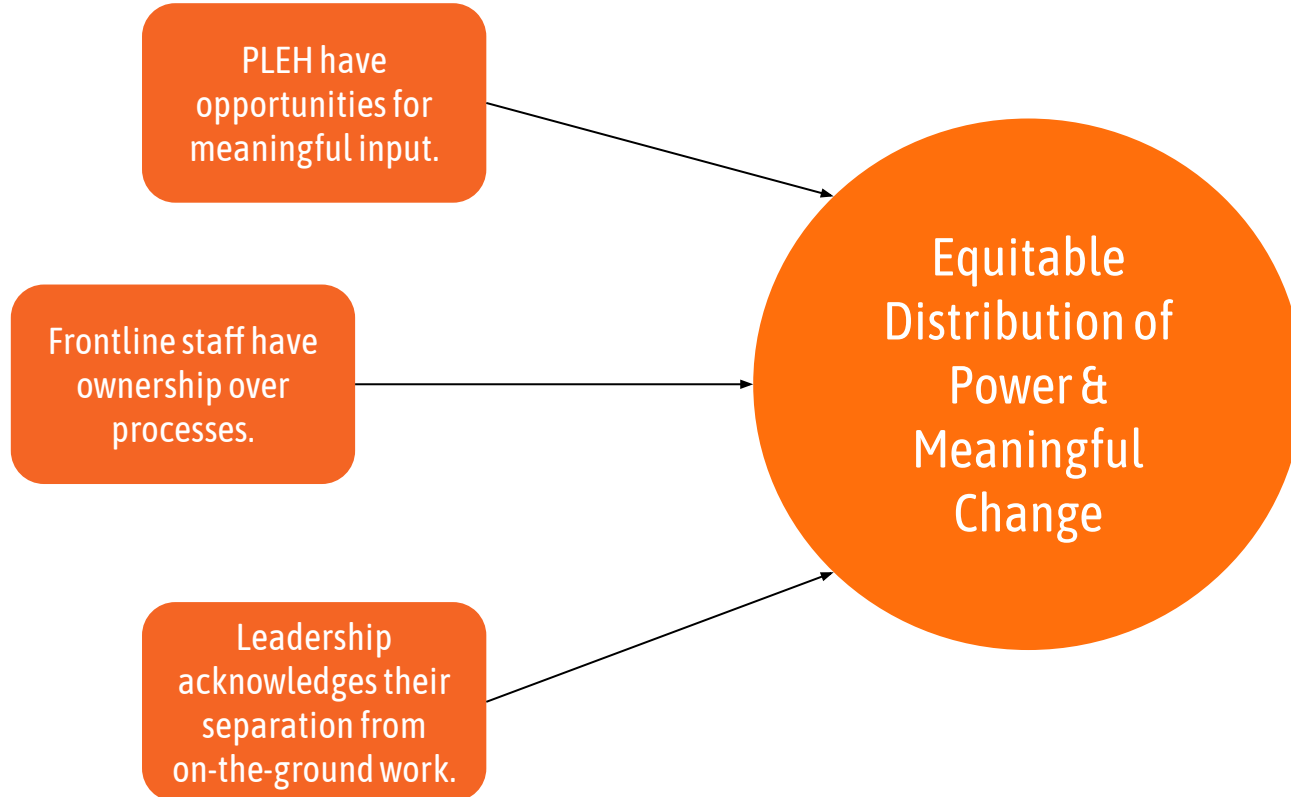 PLEH have
opportunities for
meaningful input.
Frontline staff have
ownership over
processes.
Leadership
acknowledges their
separation from
on-the-ground work.
Equitable
Distribution of
Power &
Meaningful
Change